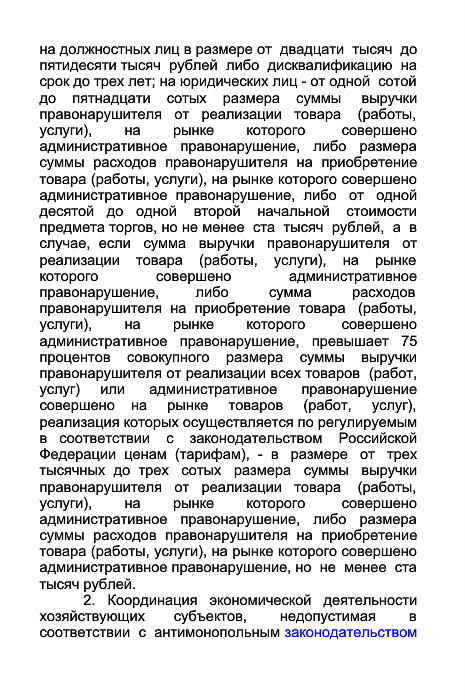 на должностных лиц в размере от двадцати тысяч до
пятидесяти тысяч рублей либо дисквалификацию на
срок до трех лет; на юридических лиц - от одной сотой
до пятнадцати сотых размера суммы выручки
правонарушителя от реализации товара (работы,
услуги), на рынке которого совершено
административное правонарушение, либо размера
суммы расходов правонарушителя на приобретение
товара (работы, услуги), на рынке которого совершено
административное правонарушение, либо от одной
десятой до одной второй начальной стоимости
предмета торгов, но не менее ста тысяч рублей, а в
случае, если сумма выручки правонарушителя от
реализации товара (работы, услуги), на рынке
которого совершено административное
правонарушение, либо сумма расходов
правонарушителя на приобретение товара (работы,
услуги), на рынке которого совершено
административное правонарушение, превышает 75
процентов совокупного размера суммы выручки
правонарушителя от реализации всех товаров (работ,
услуг) или административное правонарушение
совершено на рынке товаров (работ, услуг),
реализация которых осуществляется по регулируемым
в соответствии с законодательством Российской
Федерации ценам (тарифам), - в размере от трех
тысячных до трех сотых размера суммы выручки
правонарушителя от реализации товара (работы,
услуги), на рынке которого совершено
административное правонарушение, либо размера
суммы расходов правонарушителя на приобретение
товара (работы, услуги), на рынке которого совершено
административное правонарушение, но не менее ста
тысяч рублей.
2. Координация экономической деятельности
хозяйствующих субъектов, недопустимая в
соответствии с антимонопольным законодательством